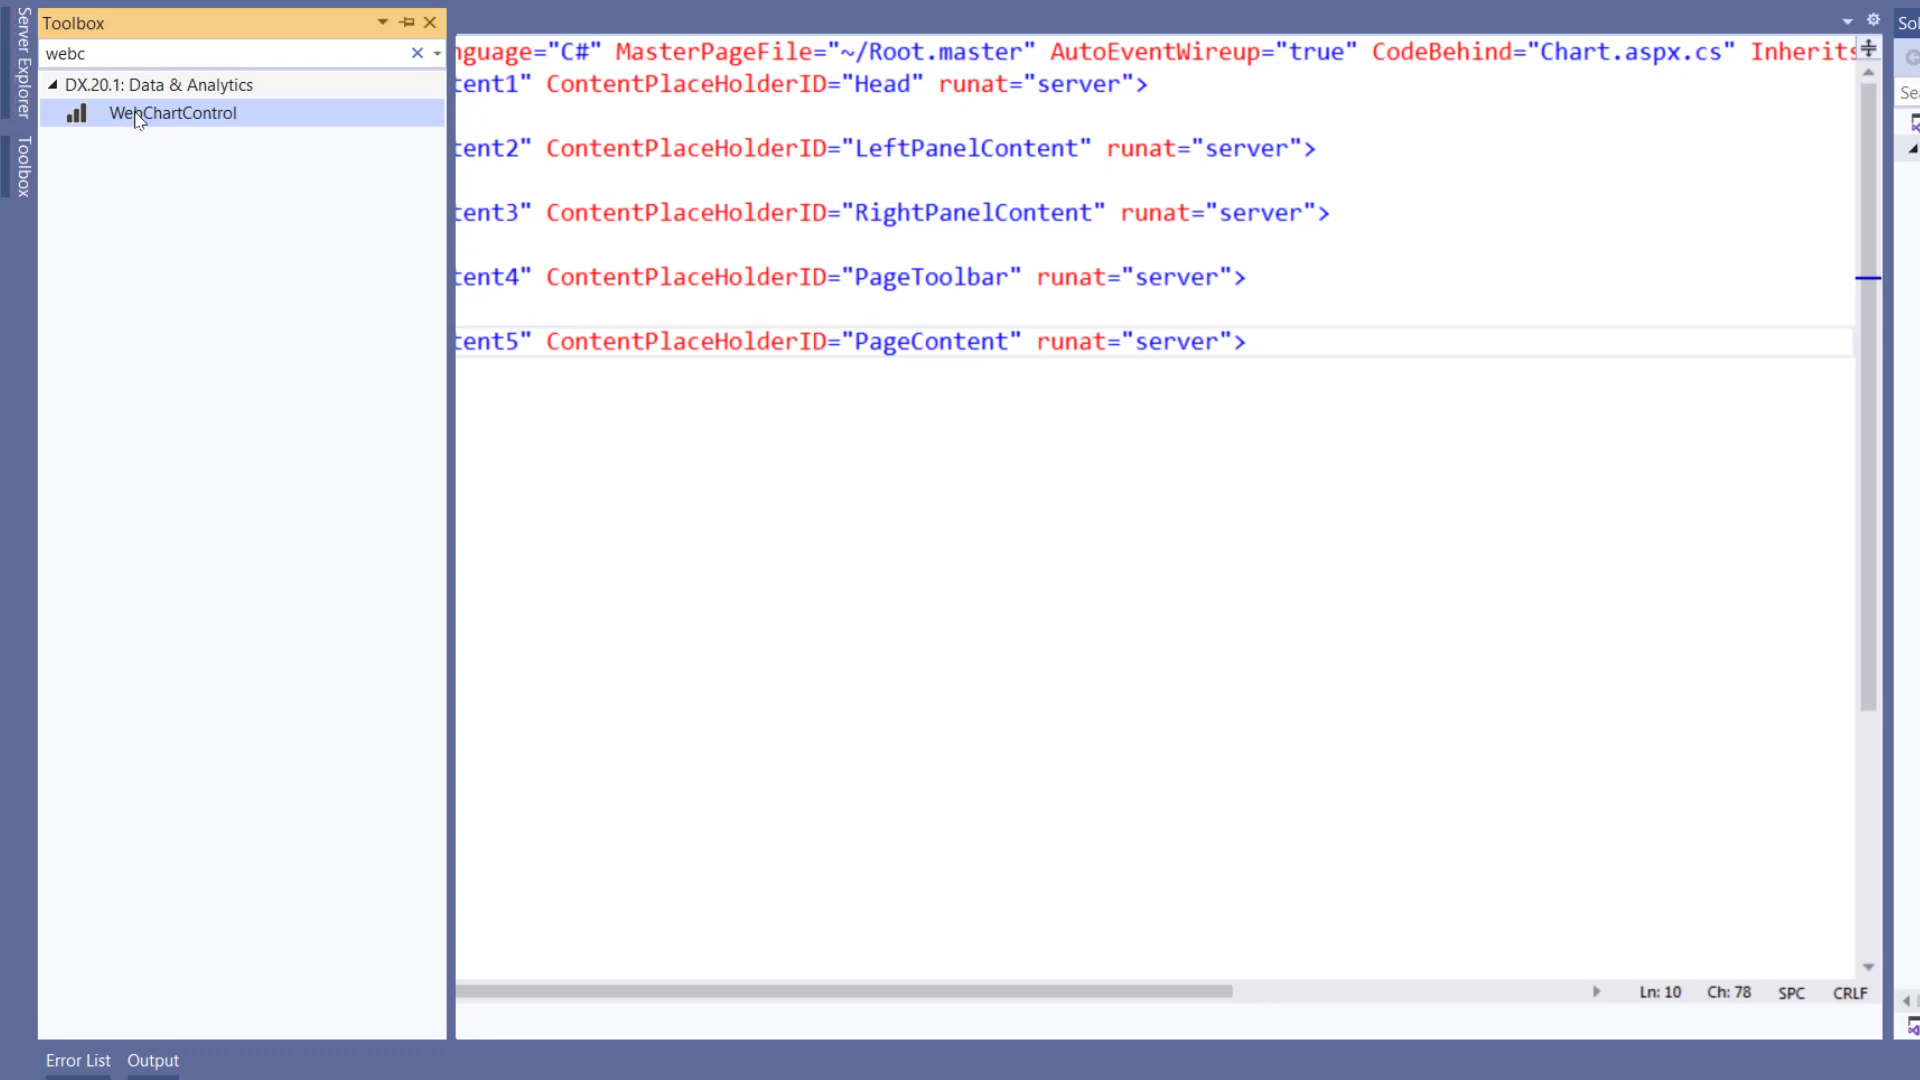 Server Explorer
Toolbox
Toolbox
webc
DX.20.1: Data & Analytics
WebChartControl
nguage="C#" MasterPageFile="~/Root.master" AutoEventWireup="true" CodeBehind="Chart.aspx.cs" Inherits
tent1" ContentPlaceHolderID="Head" runat="server">
tent2" ContentPlaceHolderID="LeftPanelContent" runat="server">
tent3" ContentPlaceHolderID="RightPanelContent" runat="server">
tent4" ContentPlaceHolderID="PageToolbar" runat="server">
tent5" ContentPlaceHolderID="PageContent" runat="server">
Sol
Sea
Ln: 10 Ch: 78 SPC CRLF
Error List Output